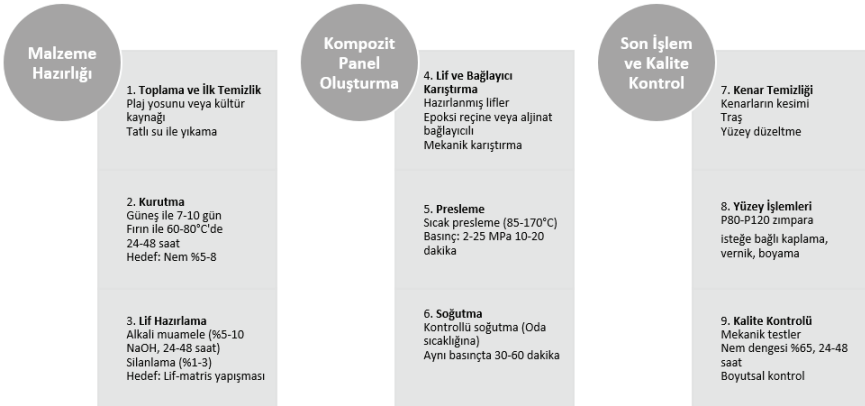 Malzeme
Hazırlığı
1. Toplama ve İlk Temizlik
Plaj yosunu veya kültür
kaynağı
Tatlı su ile yıkama
2. Kurutma
Güneş ile 7-10 gün
Fırın ile 60-80°C'de
24-48 saat
Hedef: Nem %5-8
3. Lif Hazırlama
Alkali muamele (%5-10
NaOH, 24-48 saat)
Silanlama (%1-3)
Hedef: Lif-matris yapışması
Kompozit
Panel
Oluşturma
4. Lif ve Bağlayıcı
Karıştırma
Hazırlanmış lifler
Epoksi reçine veya aljinat
bağlayıcılı
Mekanik karıştırma
5. Presleme
Sıcak presleme (85-170°C)
Basınç: 2-25 MPa 10-20
dakika
6. Soğutma
Kontrollü soğutma (Oda
sıcaklığına)
Aynı basınçta 30-60 dakika
Son İşlem
ve Kalite
Kontrol
7. Kenar Temizliği
Kenarların kesimi
Traş
Yüzey düzeltme
8. Yüzey İşlemleri
P80-P120 zımpara
isteğe bağlı kaplama,
vernik, boyama
9. Kalite Kontrolü
Mekanik testler
Nem dengesi %65, 24-48
saat
Boyutsal kontrol